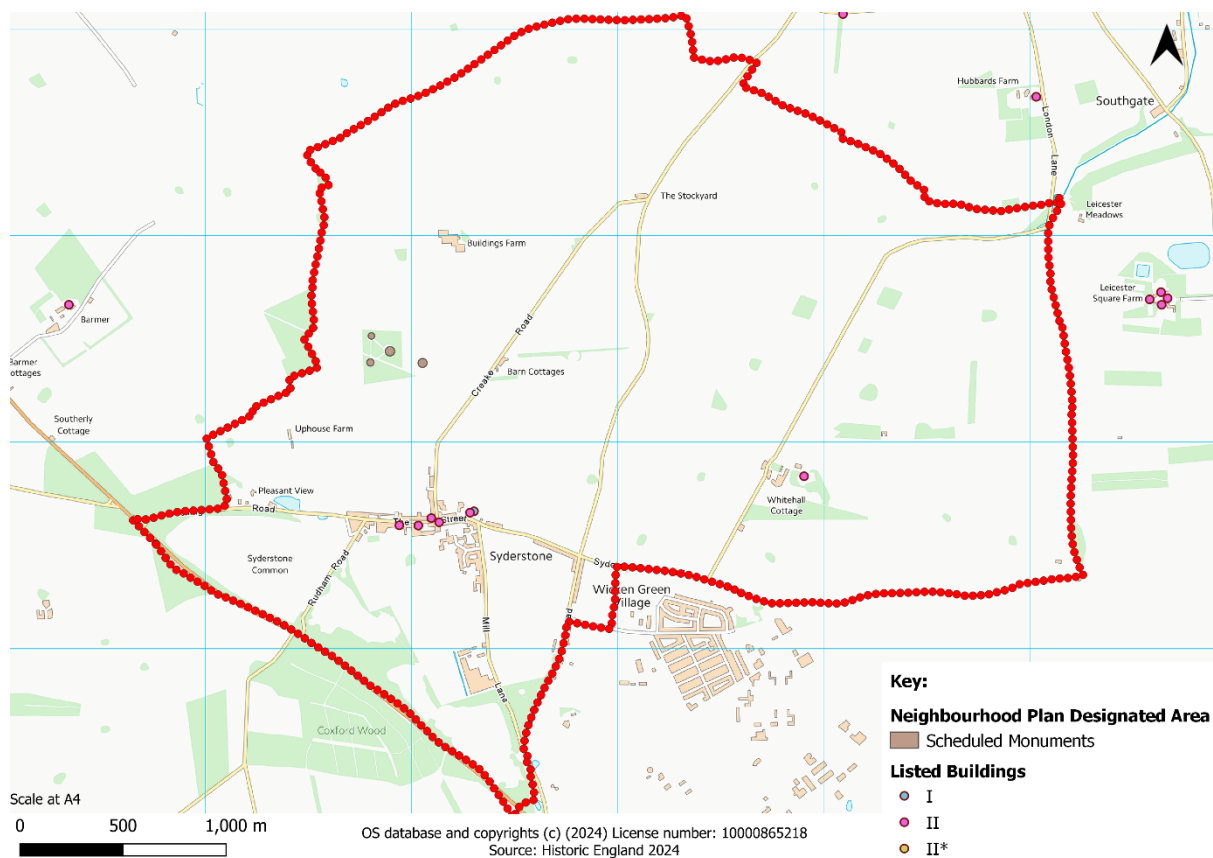 Hubbards Farm
Southgate
London
Lane
The Stockyard
Leicester
Meadows
Buildings Farm
Leicester
Square Farm
Barmer
Creake Road
Barmer
Cottages
Barn Cottages
Southerly
Cottage
Uphouse Farm
Pleasant View
Road
The Street
Whitehall
Cottage
Syderstone
Syderstone
Common
Rudham Road
Wicken Green
Village
Mill
Lane
Coxford Wood
Key:
Neighbourhood Plan Designated Area
Scheduled Monuments
Listed Buildings
I
II
II*
Scale at A4
0 500 1,000 m
OS database and copyrights (c) (2024) License number: 10000865218
Source: Historic England 2024